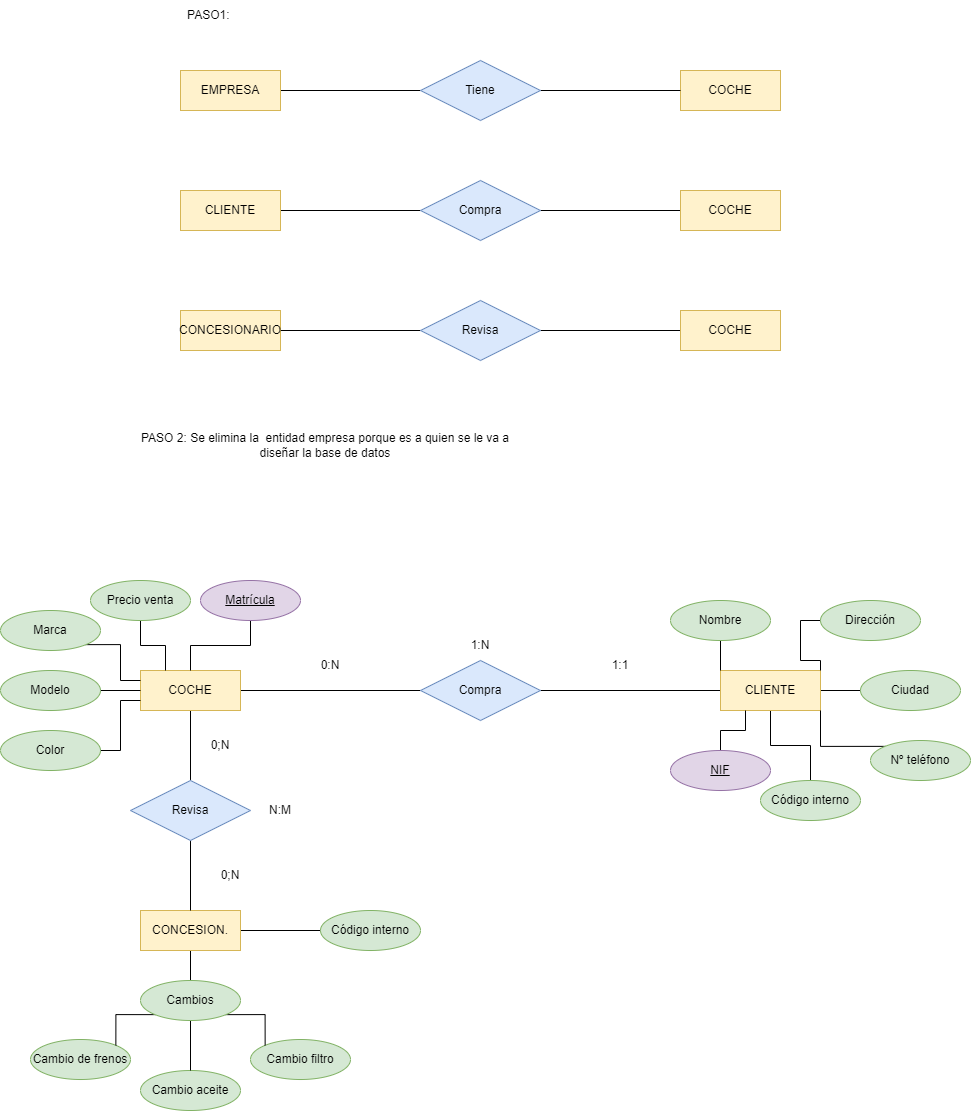 PASO1:
EMPRESA
Tiene
COCHE
CLIENTE
Compra
COCHE
CONCESIONARIO
Revisa
COCHE
PASO 2: Se elimina la  entidad empresa porque es a quien se le va a
diseñar la base de datos
Precio venta
Matrícula
Marca
Nombre
Dirección
1:N
0:N
1:1
Modelo
COCHE
Compra
CLIENTE
Ciudad
Color
0;N
NIF
Nº teléfono
Código interno
Revisa
N:M
0;N
CONCESION.
Código interno
Cambios
Cambio de frenos
Cambio filtro
Cambio aceite